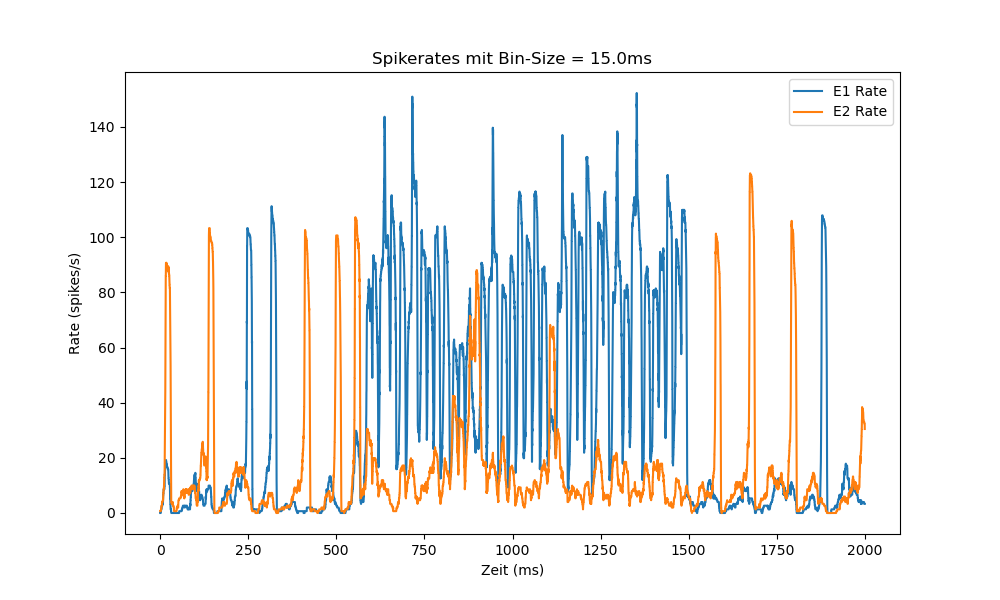 Spikerates mit Bin-Size = 15.0ms
E1 Rate
E2 Rate
140
120
100
80
60
40
20
0
Rate (spikes/s)
0 250 500 750 1000 1250 1500 1750 2000
Zeit (ms)